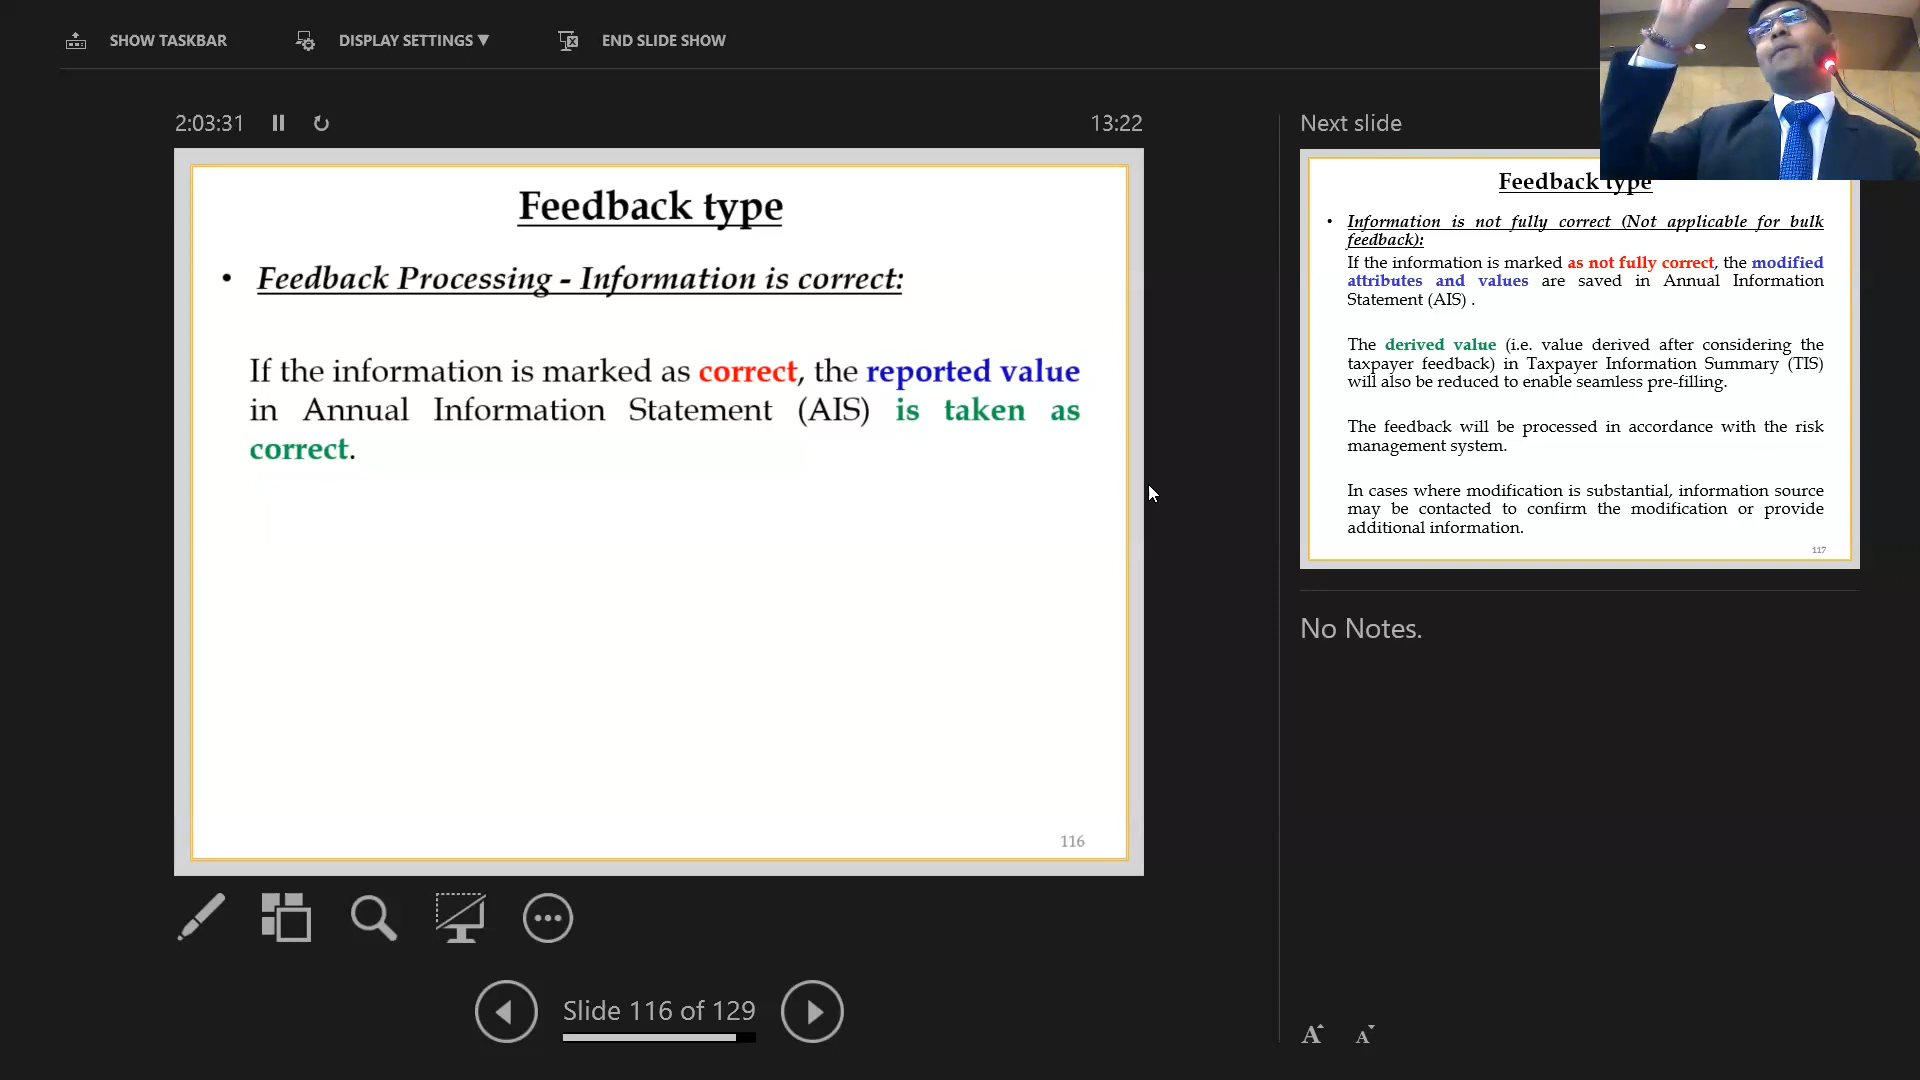 SHOW TASKBAR
DISPLAY SETTINGS ▼
END SLIDE SHOW
2:03:31
13:22
Feedback type
• Feedback Processing - Information is correct:
If the information is marked as correct, the reported value
in Annual Information Statement (AIS) is taken as
correct.
116
Slide 116 of 129
Next slide
Feedback type
• Information is not fully correct (Not applicable for bulk
feedback):
If the information is marked as not fully correct, the modified
attributes and values are saved in Annual Information
Statement (AIS) .
The derived value (i.e. value derived after considering the
taxpayer feedback) in Taxpayer Information Summary (TIS)
will also be reduced to enable seamless pre-filling.
The feedback will be processed in accordance with the risk
management system.
In cases where modification is substantial, information source
may be contacted to confirm the modification or provide
additional information.
117
No Notes.
A A